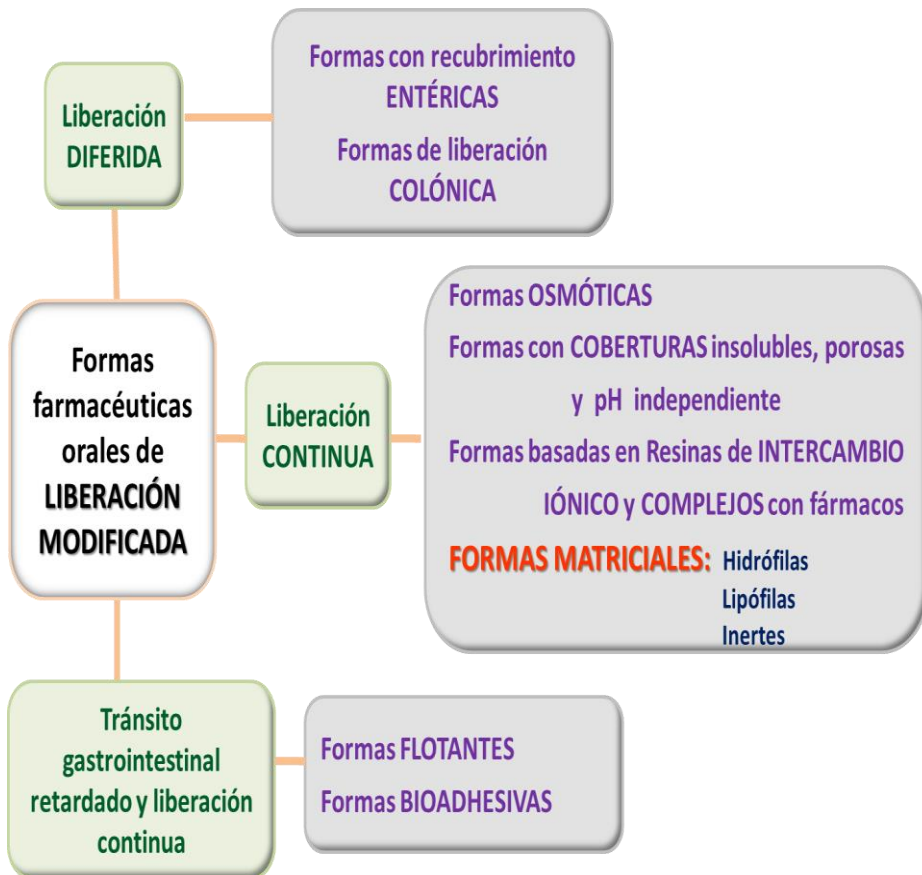 Liberación
DIFERIDA
Formas con recubrimiento
ENTÉRICAS
Formas de liberación
COLÓNICA
Formas
farmacéuticas
orales de
LIBERACIÓN
MODIFICADA
Liberación
CONTINUA
Formas OSMÓTICAS
Formas con COBERTURAS insolubles, porosas
y pH independiente
Formas basadas en Resinas de INTERCAMBIO
IÓNICO y COMPLEJOS con fármacos
FORMAS MATRICIALES: Hidrófilas
Lipófilas
Inertes
Tránsito
gastrointestinal
retardado y liberación
continua
Formas FLOTANTES
Formas BIOADHESIVAS